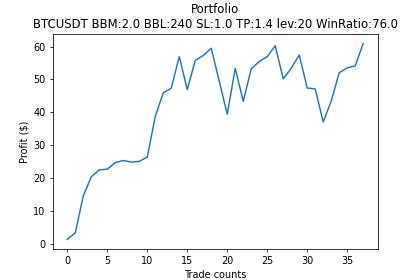 Portfolio
BTCUSDT BBM:2.0 BBL:240 SL:1.0 TP:1.4 lev:20 WinRatio:76.0
60
50
40
30
20
10
0
Profit ($)
0 5 10 15 20 25 30 35
Trade counts